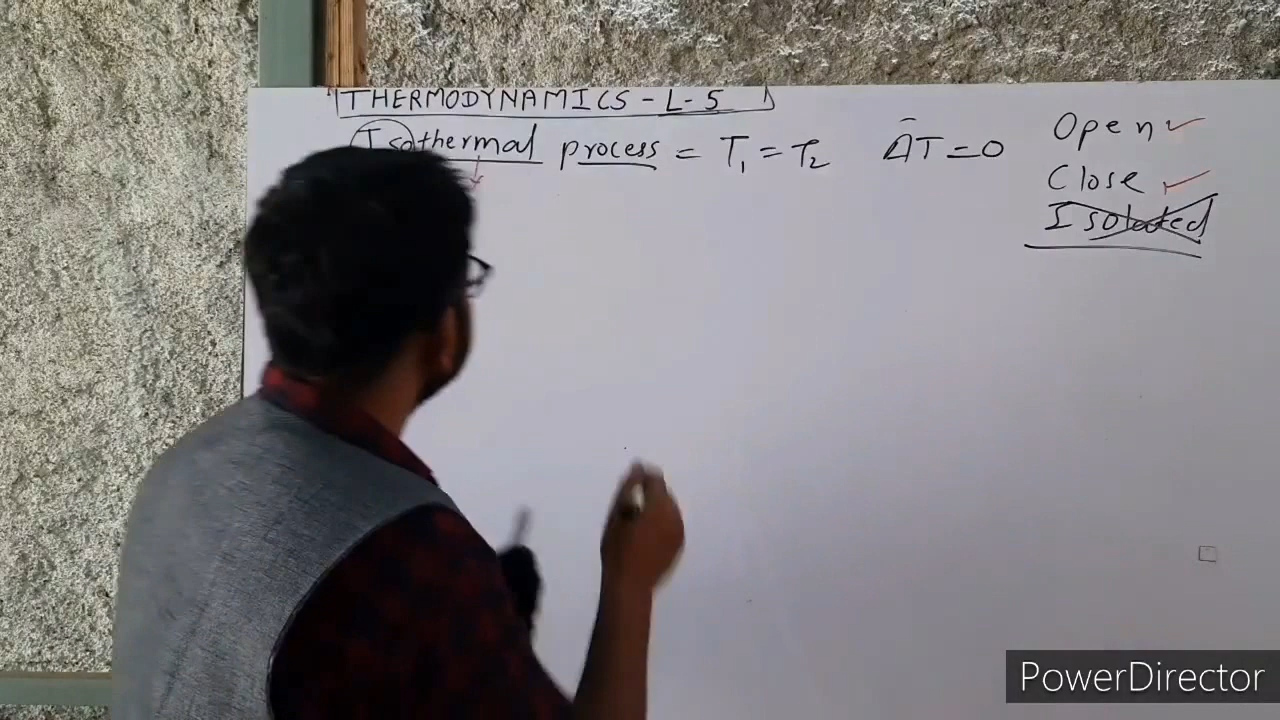 THERMODYNAMICS - L-5
Isothermal process = T₁ = T₂ ΔT = 0
Open ✓
Close ✓
Isolated
PowerDirector